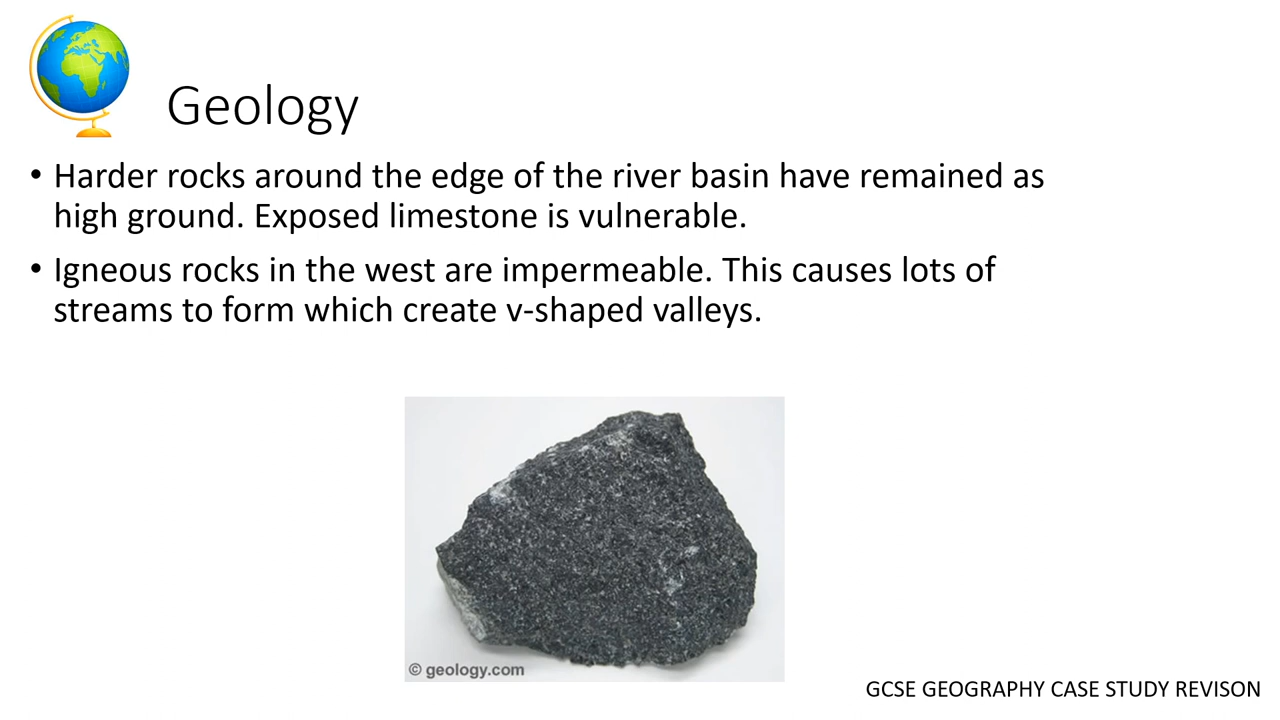 Geology
• Harder rocks around the edge of the river basin have remained as
high ground. Exposed limestone is vulnerable.
• Igneous rocks in the west are impermeable. This causes lots of
streams to form which create v-shaped valleys.
© geology.com
GCSE GEOGRAPHY CASE STUDY REVISON